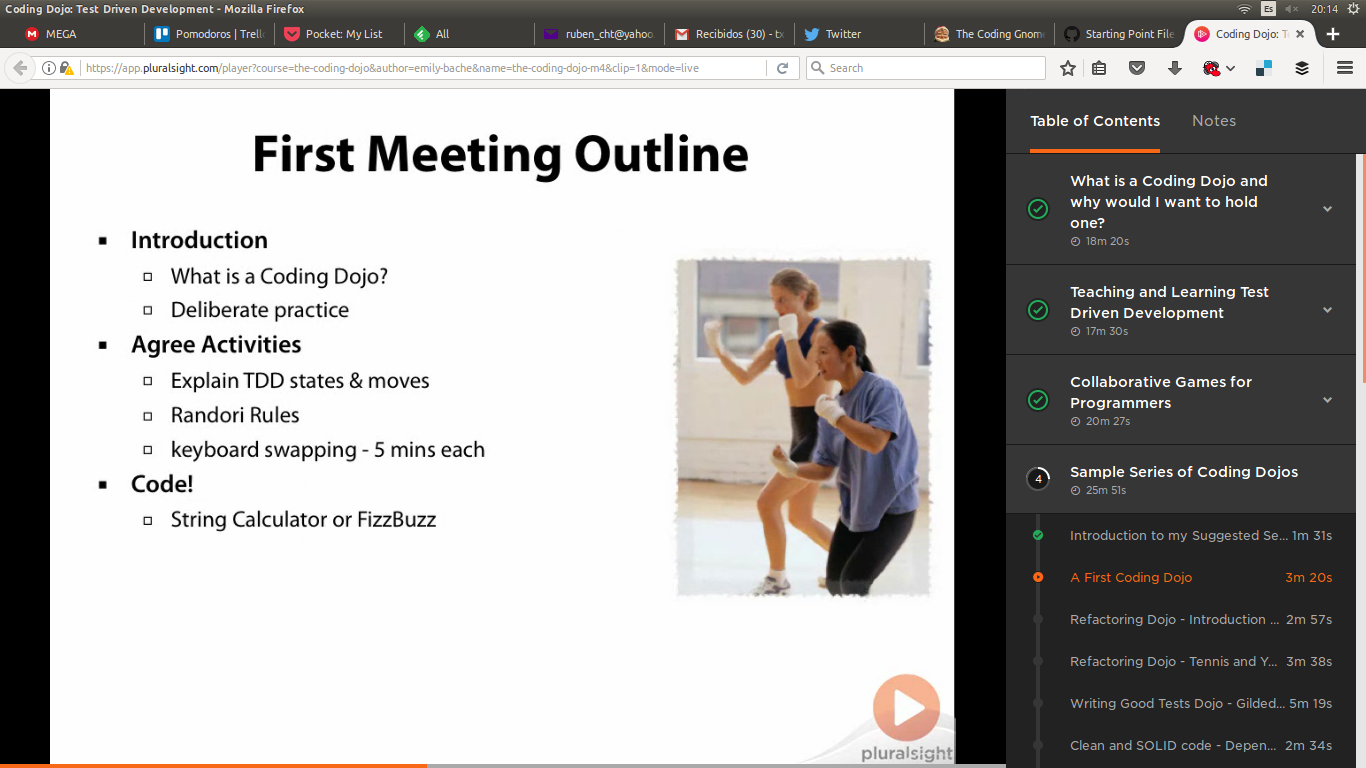 Coding Dojo: Test Driven Development - Mozilla Firefox
Es
20:14
MEGA
Pomodoros | Trell
Pocket: My List
All
ruben_cht@yahoo.
Recibidos (30) - tx
Twitter
The Coding Gnom
Starting Point File
Coding Dojo: T
https://app.pluralsight.com/player?course=the-coding-dojo&author=emily-bache&name=the-coding-dojo-m4&clip=1&mode=live
Search
First Meeting Outline
Introduction
What is a Coding Dojo?
Deliberate practice
Agree Activities
Explain TDD states & moves
Randori Rules
keyboard swapping - 5 mins each
Code!
String Calculator or FizzBuzz
pluralsight
Table of Contents
Notes
What is a Coding Dojo and
why would I want to hold
one?
18m 20s
Teaching and Learning Test
Driven Development
17m 30s
Collaborative Games for
Programmers
20m 27s
4
Sample Series of Coding Dojos
25m 51s
Introduction to my Suggested Se... 1m 31s
A First Coding Dojo 3m 20s
Refactoring Dojo - Introduction ... 2m 57s
Refactoring Dojo - Tennis and Y... 3m 38s
Writing Good Tests Dojo - Gilded... 5m 19s
Clean and SOLID code - Depen... 2m 34s